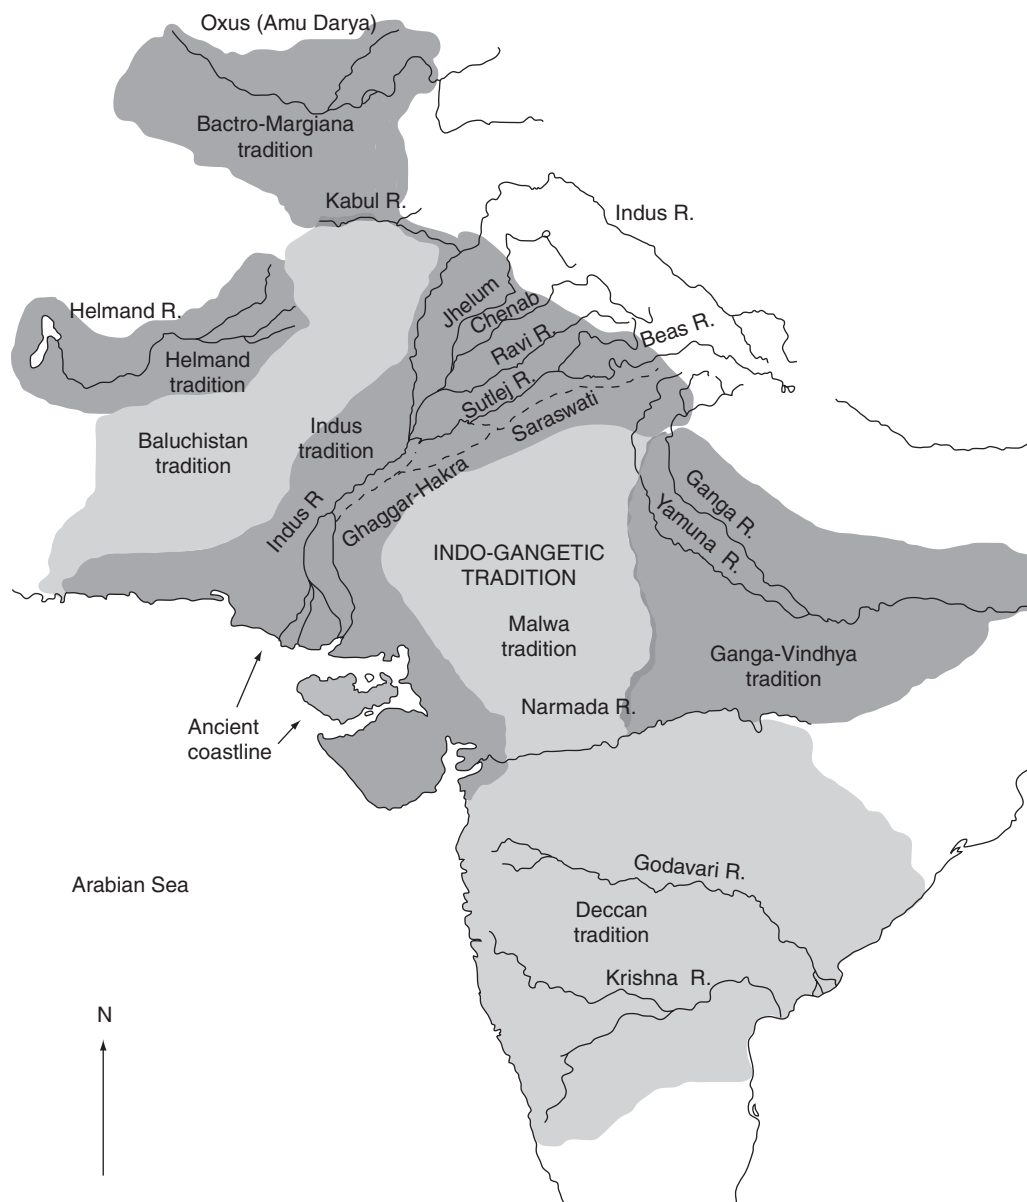 Oxus (Amu Darya)
Bactro-Margiana
tradition
Kabul R.
Indus R.
Helmand R.
Jhelum
Chenab
Ravi R.
Beas R.
Helmand
tradition
Sutlej R.
Saraswati
Baluchistan
tradition
Indus
tradition
Indus R
Ghaggar-Hakra
Ganga R.
Yamuna R.
INDO-GANGETIC
TRADITION
Malwa
tradition
Ganga-Vindhya
tradition
Narmada R.
Ancient
coastline
Godavari R.
Arabian Sea
Deccan
tradition
Krishna R.
N